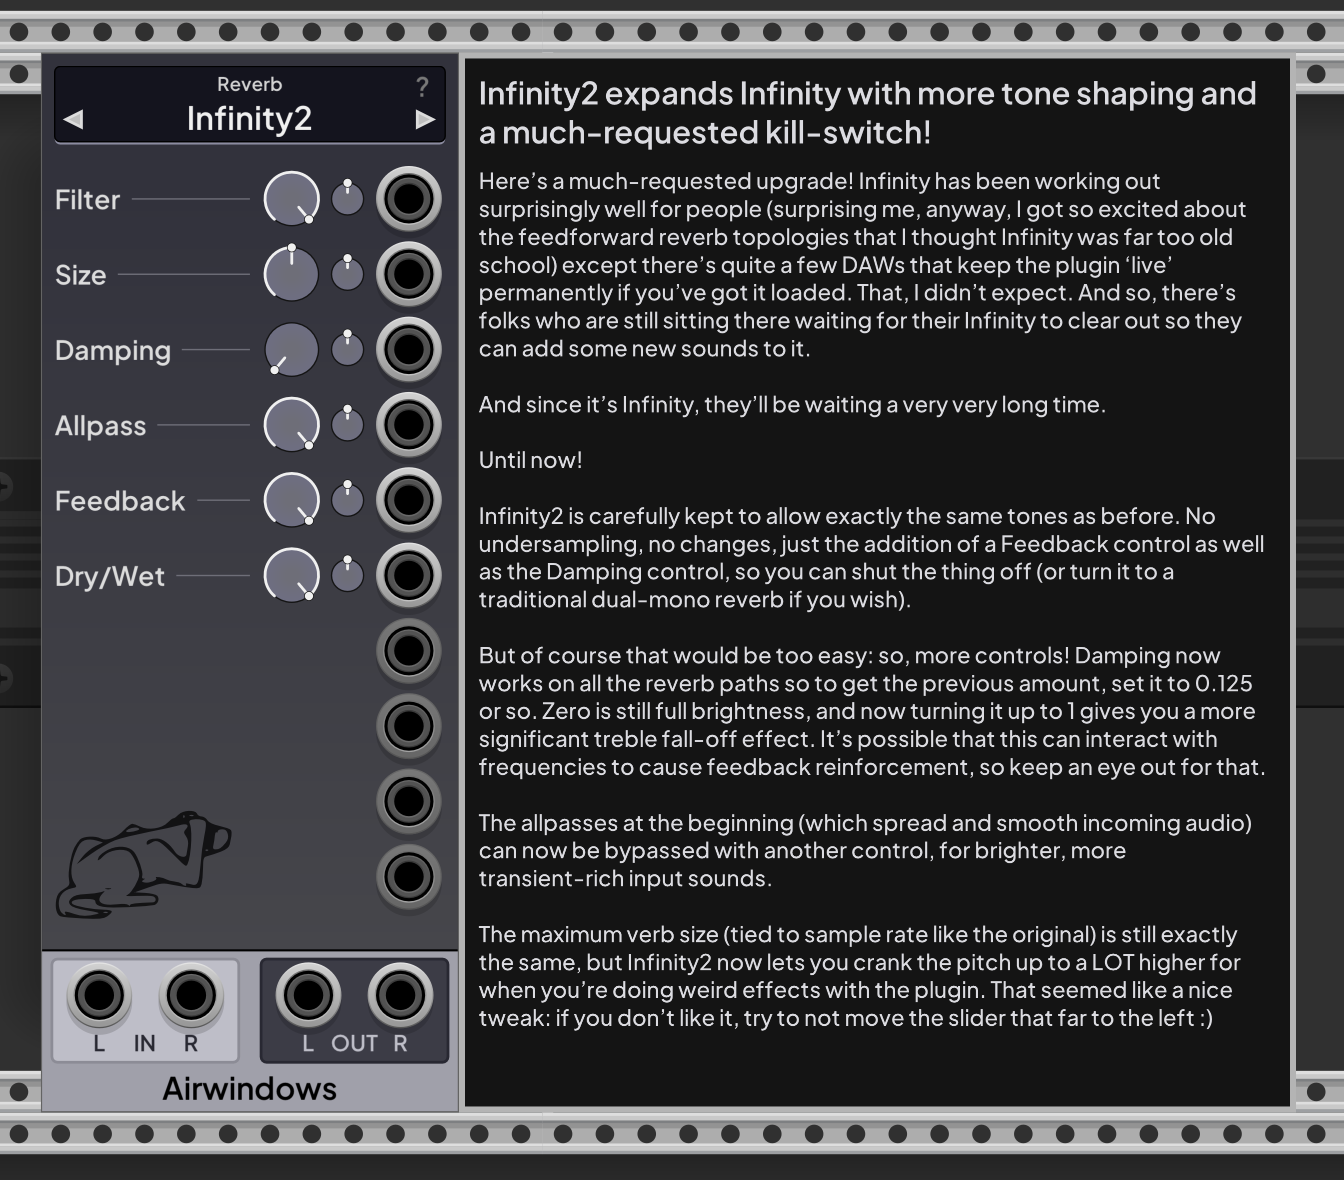 Reverb
?
Infinity2
Filter
Size
Damping
Allpass
Feedback
Dry/Wet
L IN R
L OUT R
Airwindows
Infinity2 expands Infinity with more tone shaping and
a much-requested kill-switch!
Here’s a much-requested upgrade! Infinity has been working out
surprisingly well for people (surprising me, anyway, I got so excited about
the feedforward reverb topologies that I thought Infinity was far too old
school) except there’s quite a few DAWs that keep the plugin ‘live’
permanently if you’ve got it loaded. That, I didn’t expect. And so, there’s
folks who are still sitting there waiting for their Infinity to clear out so they
can add some new sounds to it.
And since it’s Infinity, they’ll be waiting a very very long time.
Until now!
Infinity2 is carefully kept to allow exactly the same tones as before. No
undersampling, no changes, just the addition of a Feedback control as well
as the Damping control, so you can shut the thing off (or turn it to a
traditional dual-mono reverb if you wish).
But of course that would be too easy: so, more controls! Damping now
works on all the reverb paths so to get the previous amount, set it to 0.125
or so. Zero is still full brightness, and now turning it up to 1 gives you a more
significant treble fall-off effect. It’s possible that this can interact with
frequencies to cause feedback reinforcement, so keep an eye out for that.
The allpasses at the beginning (which spread and smooth incoming audio)
can now be bypassed with another control, for brighter, more
transient-rich input sounds.
The maximum verb size (tied to sample rate like the original) is still exactly
the same, but Infinity2 now lets you crank the pitch up to a LOT higher for
when you’re doing weird effects with the plugin. That seemed like a nice
tweak: if you don’t like it, try to not move the slider that far to the left :)